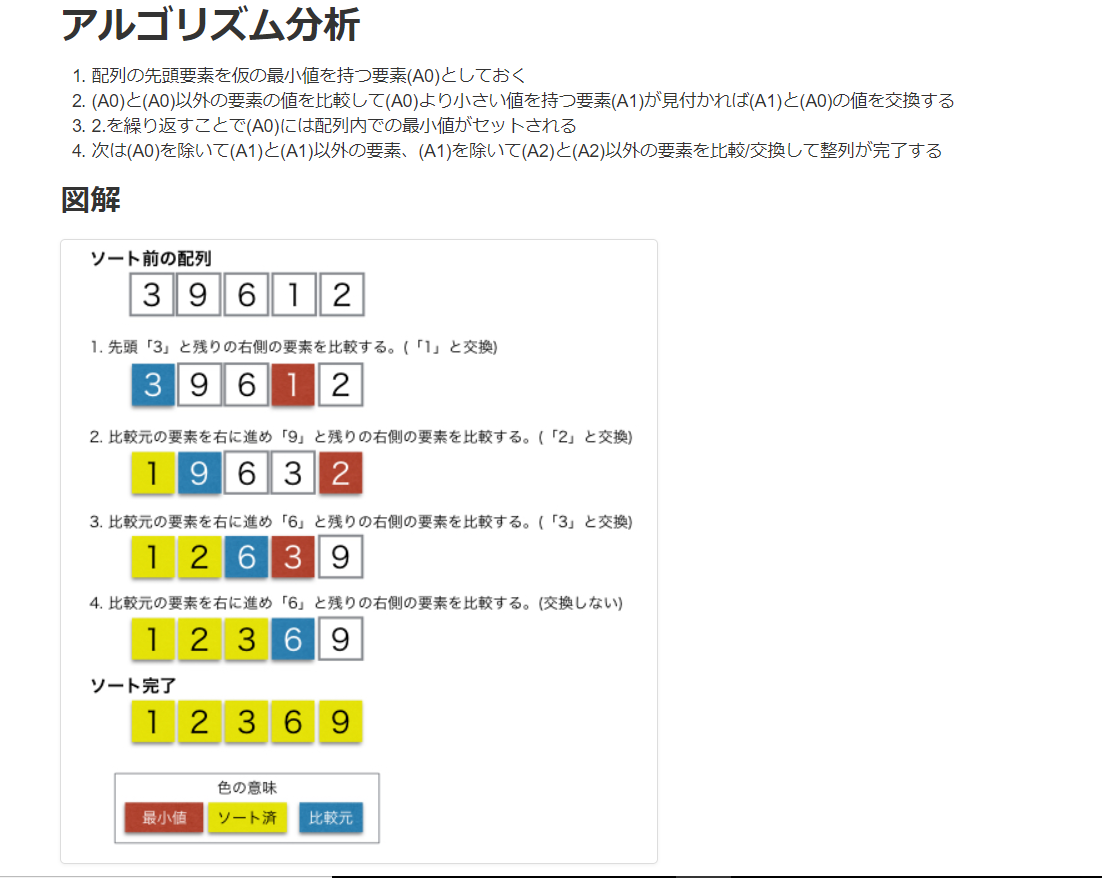 アルゴリズム分析
1. 配列の先頭要素を仮の最小値を持つ要素(A0)としておく
2. (A0)と(A0)以外の要素の値を比較して(A0)より小さい値を持つ要素(A1)が見付かれば(A1)と(A0)の値を交換する
3. 2.を繰り返すことで(A0)には配列内での最小値がセットされる
4. 次は(A0)を除いて(A1)と(A1)以外の要素、(A1)を除いて(A2)と(A2)以外の要素を比較/交換して整列が完了する
図解
ソート前の配列
3 9 6 1 2
1. 先頭「3」と残りの右側の要素を比較する。(「1」と交換)
3 9 6 1 2
2. 比較元の要素を右に進め「9」と残りの右側の要素を比較する。(「2」と交換)
1 9 6 3 2
3. 比較元の要素を右に進め「6」と残りの右側の要素を比較する。(「3」と交換)
1 2 6 3 9
4. 比較元の要素を右に進め「6」と残りの右側の要素を比較する。(交換しない)
1 2 3 6 9
ソート完了
1 2 3 6 9
色の意味
最小値 ソート済 比較元